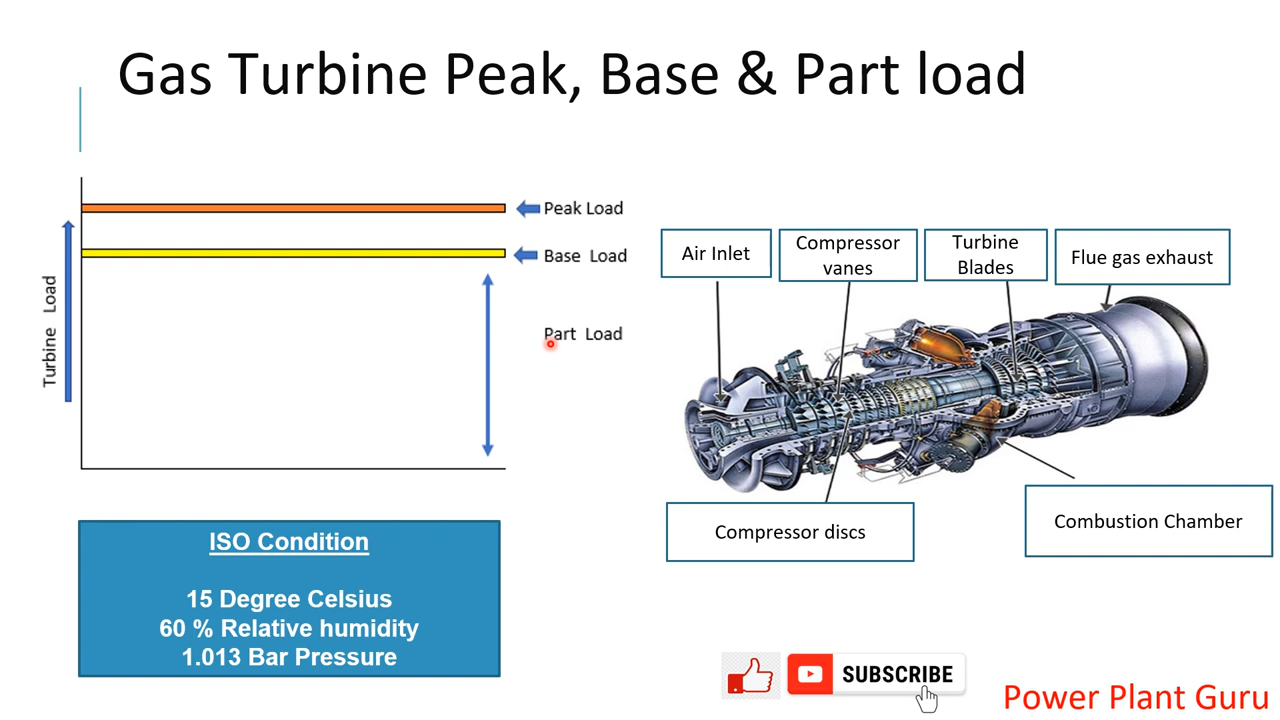 Gas Turbine Peak, Base & Part load
Peak Load
Base Load
Part Load
Turbine Load
Air Inlet
Compressor
vanes
Turbine
Blades
Flue gas exhaust
Compressor discs
Combustion Chamber
ISO Condition
15 Degree Celsius
60 % Relative humidity
1.013 Bar Pressure
SUBSCRIBE
Power Plant Guru